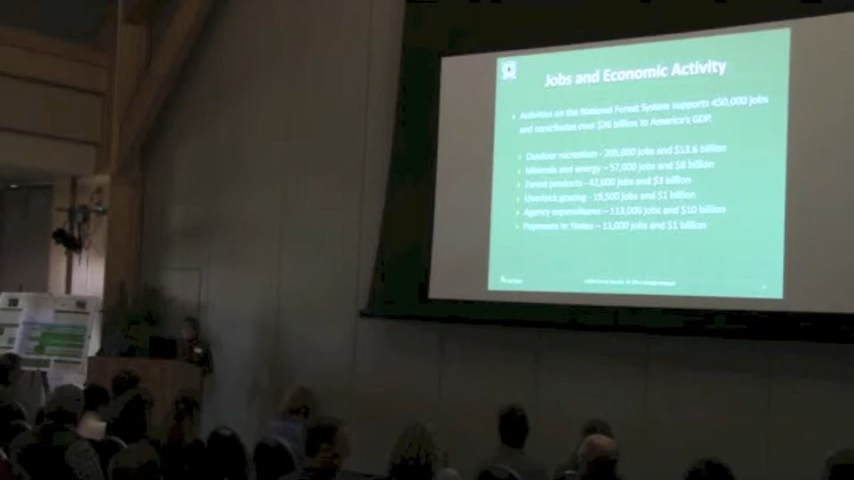 Jobs and Economic Activity
Activities on the National Forest System supports 450,000 jobs
and contributes over $36 billion to America's GDP.
Outdoor recreation - 205,000 jobs and $13.6 billion
Minerals and energy – 57,000 jobs and $8 billion
Forest products - 42,000 jobs and $3 billion
Livestock grazing - 19,500 jobs and $1 billion
Agency expenditures – 113,000 jobs and $10 billion
Payments to States – 11,000 jobs and $1 billion